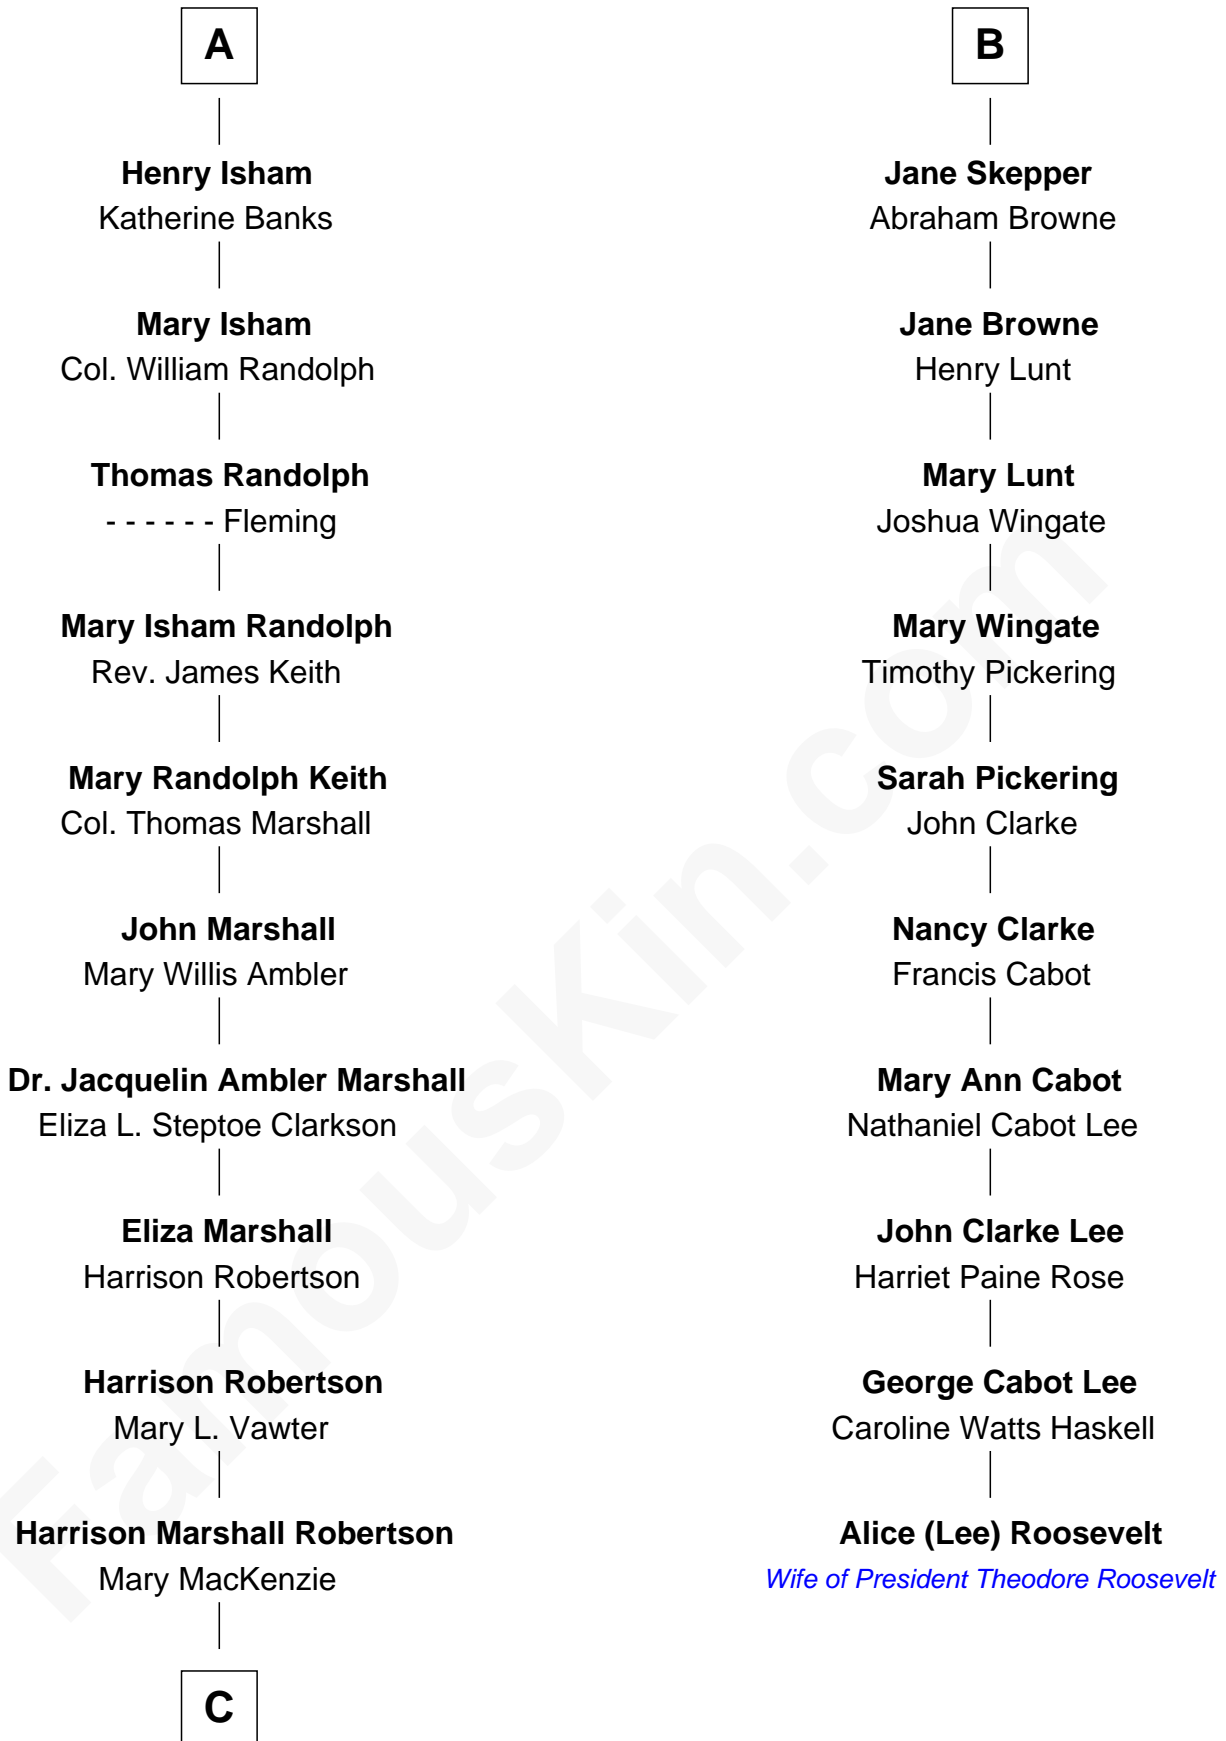 A
Henry Isham
Katherine Banks
Mary Isham
Col. William Randolph
Thomas Randolph
- - - - - - Fleming
Mary Isham Randolph
Rev. James Keith
Mary Randolph Keith
Col. Thomas Marshall
John Marshall
Mary Willis Ambler
Dr. Jacquelin Ambler Marshall
Eliza L. Steptoe Clarkson
Eliza Marshall
Harrison Robertson
Harrison Robertson
Mary L. Vawter
Harrison Marshall Robertson
Mary MacKenzie
C
B
Jane Skepper
Abraham Browne
Jane Browne
Henry Lunt
Mary Lunt
Joshua Wingate
Mary Wingate
Timothy Pickering
Sarah Pickering
John Clarke
Nancy Clarke
Francis Cabot
Mary Ann Cabot
Nathaniel Cabot Lee
John Clarke Lee
Harriet Paine Rose
George Cabot Lee
Caroline Watts Haskell
Alice (Lee) Roosevelt
Wife of President Theodore Roosevelt
FamousKin.com